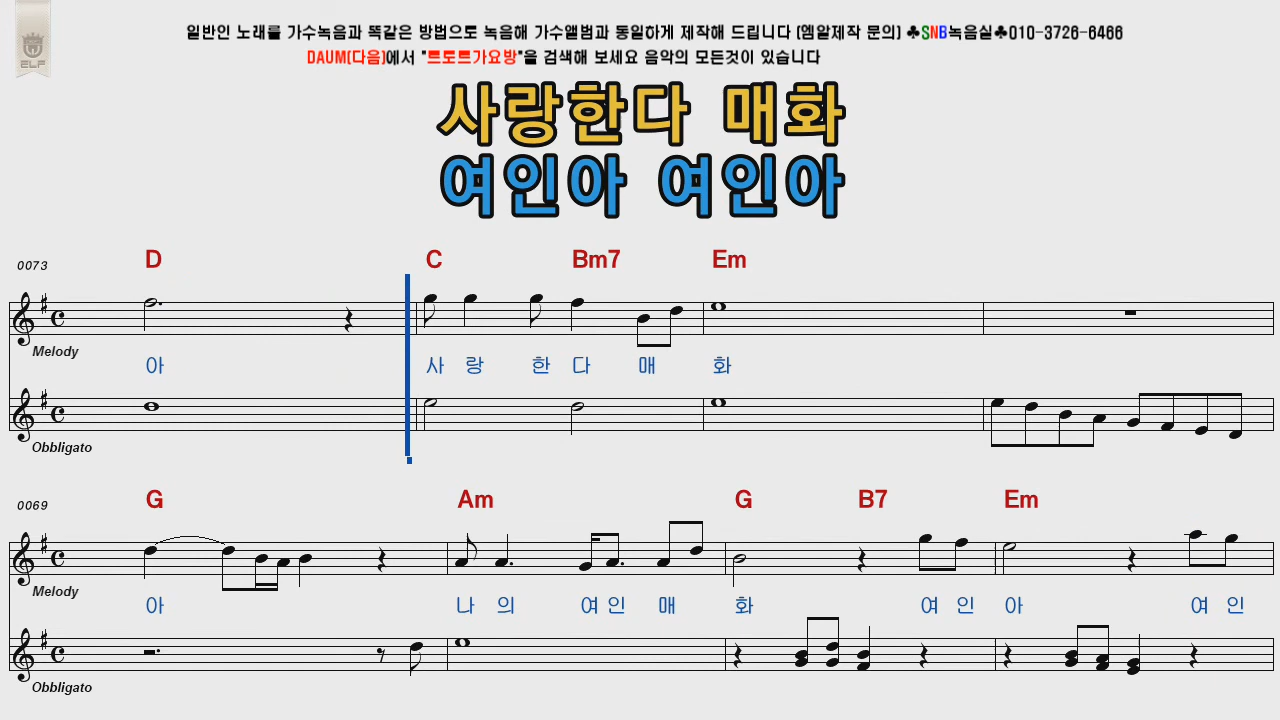 일반인 노래를 가수녹음과 똑같은 방법으로 녹음해 가수앨범과 동일하게 제작해 드립니다 (엠알제작 문의) ♣SNB녹음실♣010-3726-6466
DAUM(다음)에서 "트로트가요방"을 검색해 보세요 음악의 모든것이 있습니다
ELF
사랑한다 매화
여인아 여인아
0073 D C Bm7 Em
Melody
아 사 랑 한 다 매 화
Obbligato
0069 G Am G B7 Em
Melody
아 나 의 여 인 매 화 여 인 아 여 인
Obbligato